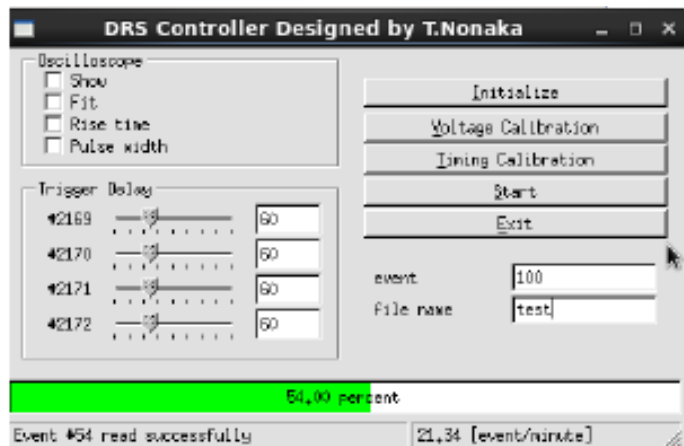 DRS Controller Designed by T.Nonaka
Oscilloscope
Show
Fit
Rise time
Pulse width
Initialize
Voltage Calibration
Timing Calibration
Start
Exit
Trigger Delay
#2169 60
#2170 60
#2171 60
#2172 60
event 100
file name test
54.00 percent
Event #54 read successfully
21.34 [event/minute]